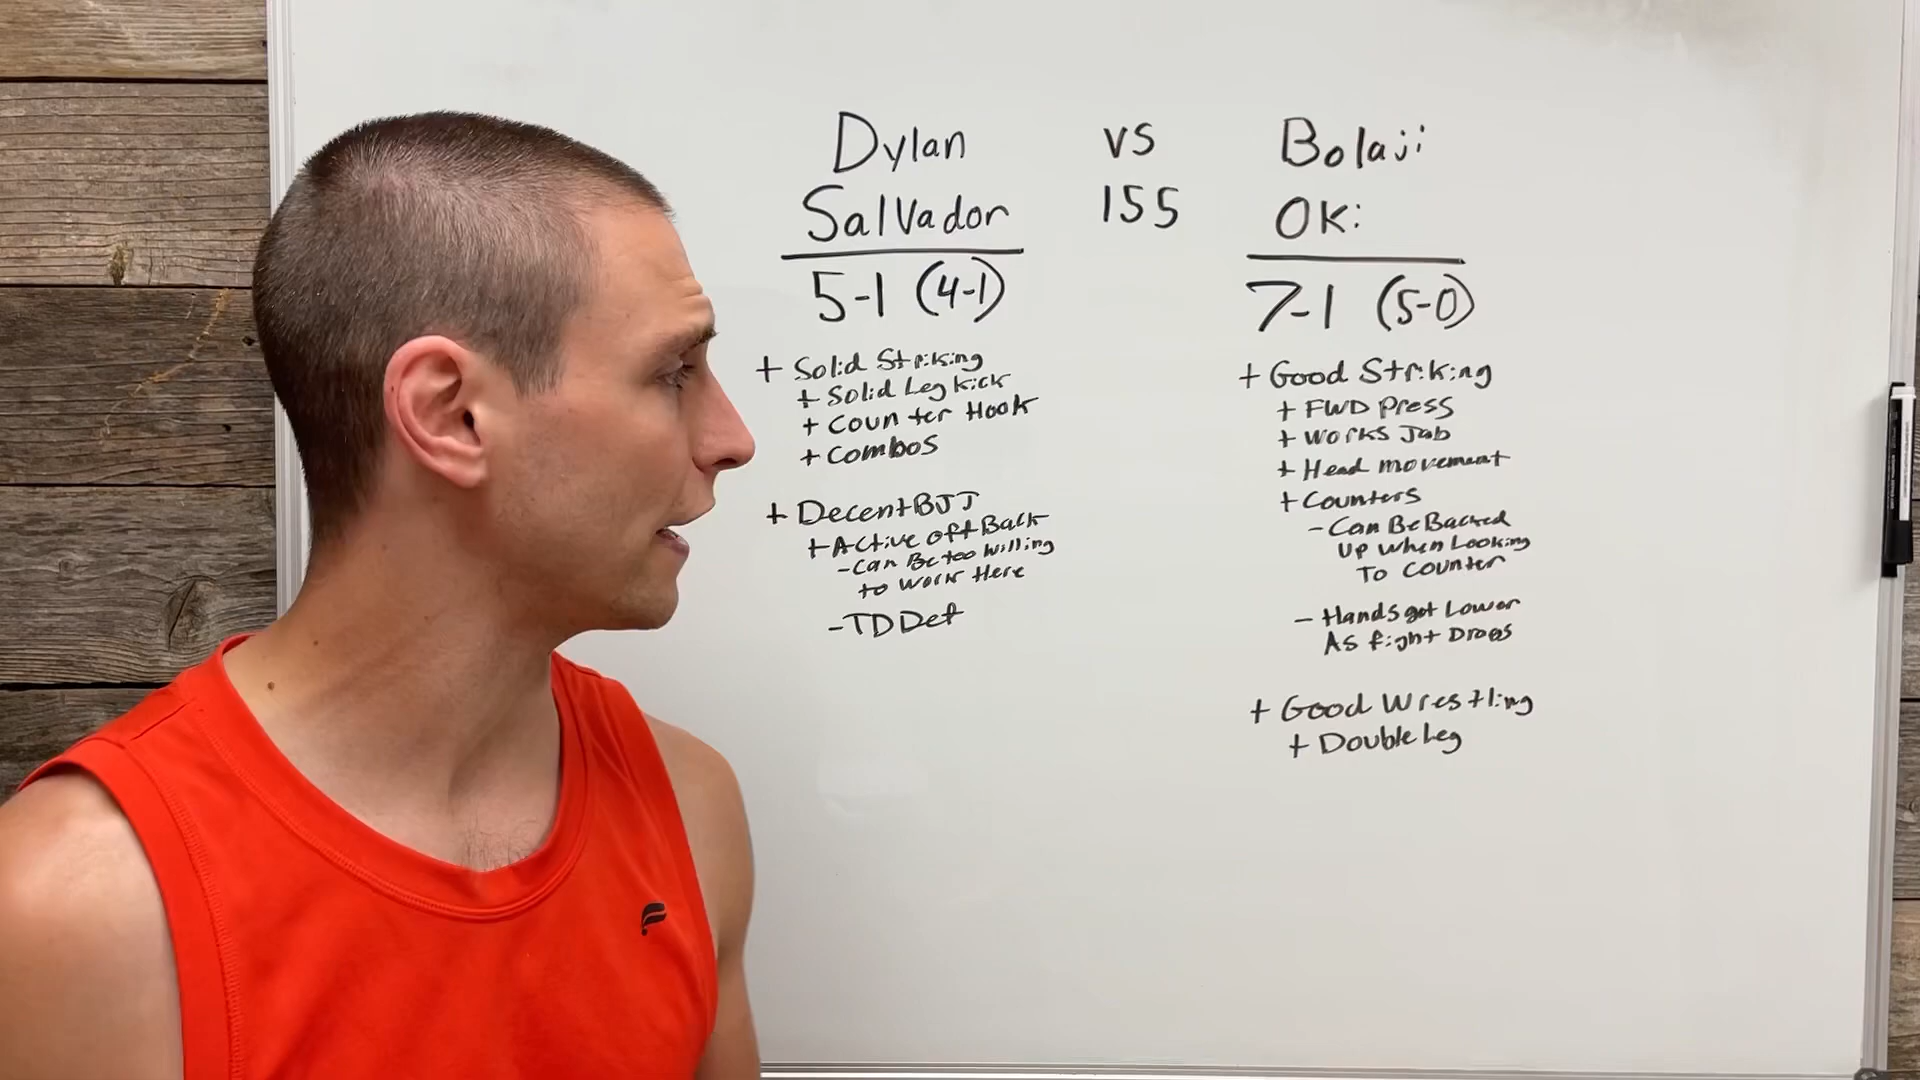 Dylan
Salvador
5-1 (4-1)
+ Solid Striking
+ Solid Leg Kick
+ Counter Hook
+ Combos
+ Decent BJJ
+ Active off Back
- Can Be too Willing
to Work Here
- TD Def
VS
155
Bolaji
Oki
7-1 (5-0)
+ Good Striking
+ FWD Press
+ Works Jab
+ Head movement
+ Counters
- Can Be Backed
Up When Looking
To Counter
- Hands get Lower
As fight
+ Good Wrestling
+ Double Leg